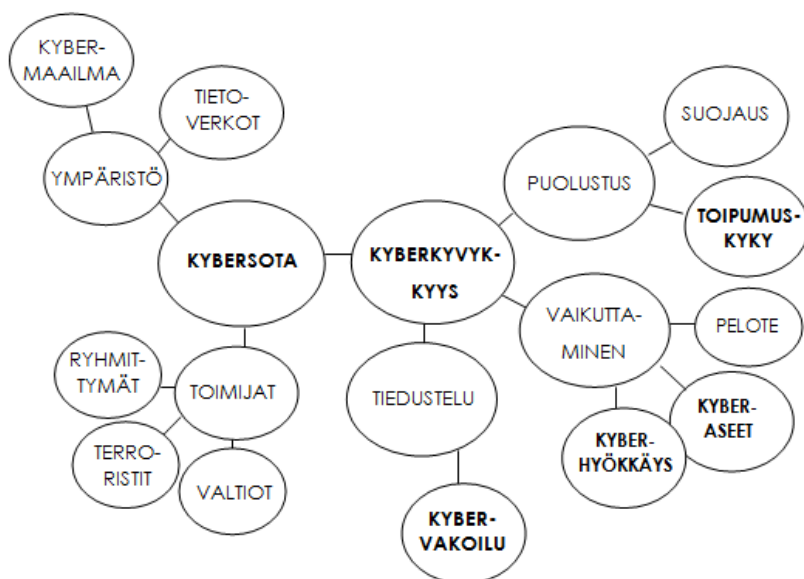 KYBER-
MAAILMA
TIETO-
VERKOT
YMPÄRISTÖ
SUOJAUS
PUOLUSTUS
TOIPUMUS-
KYKY
KYBERSOTA
KYBERKYVYK-
KYYS
VAIKUTTA-
MINEN
PELOTE
RYHMIT-
TYMÄT
TOIMIJAT
TIEDUSTELU
KYBER-
ASEET
KYBER-
HYÖKKÄYS
TERRO-
RISTIT
VALTIOT
KYBER-
VAKOILU